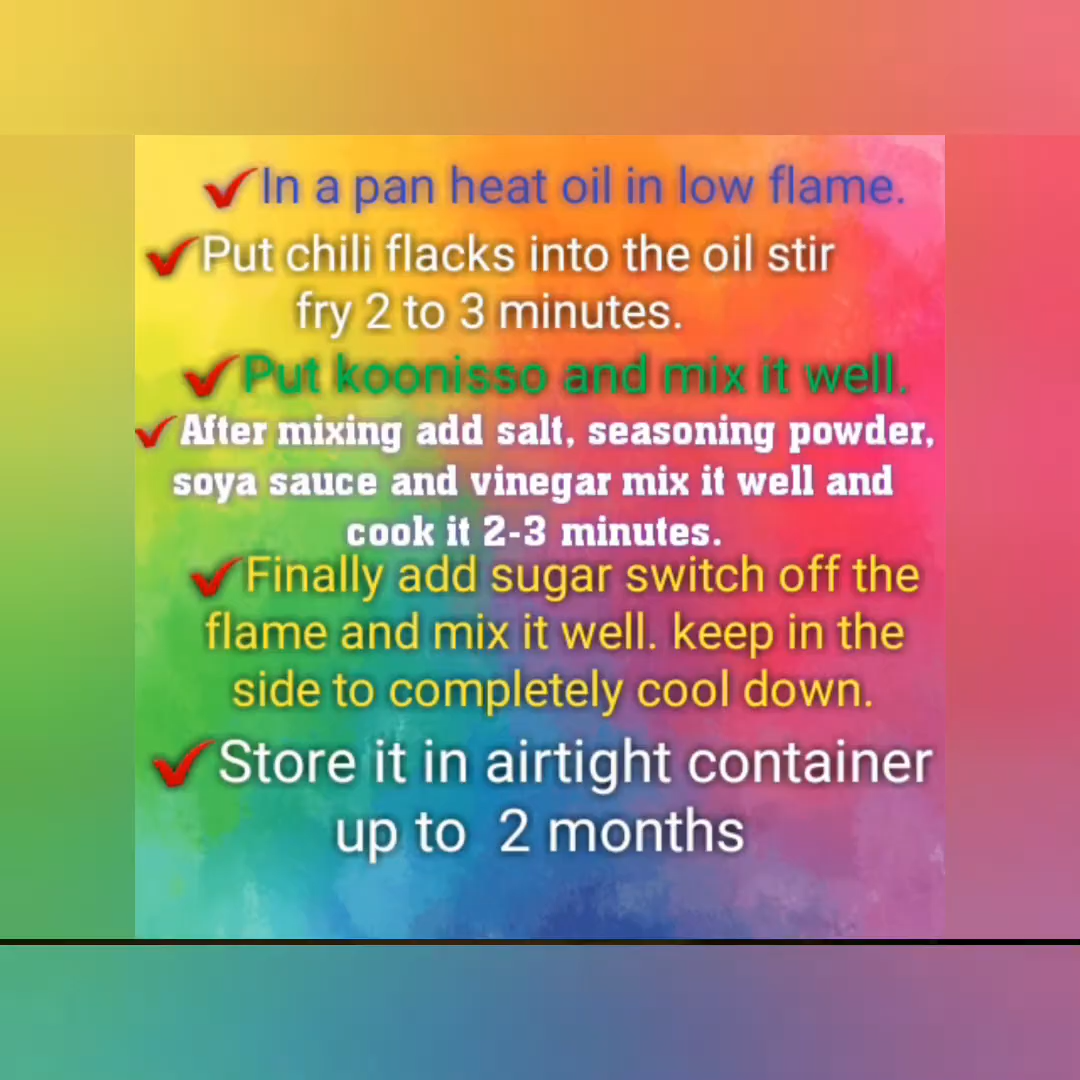 In a pan heat oil in low flame.
Put chili flacks into the oil stir
fry 2 to 3 minutes.
Put koonisso and mix it well.
After mixing add salt, seasoning powder,
soya sauce and vinegar mix it well and
cook it 2-3 minutes.
Finally add sugar switch off the
flame and mix it well. keep in the
side to completely cool down.
Store it in airtight container
up to 2 months